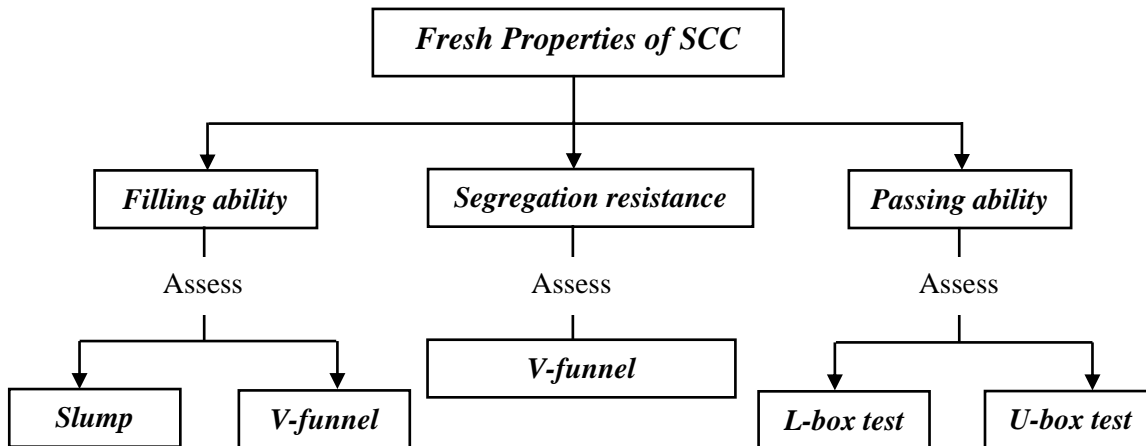 Fresh Properties of SCC
Filling ability
Segregation resistance
Passing ability
Assess
Assess
Assess
Slump
V-funnel
V-funnel
L-box test
U-box test